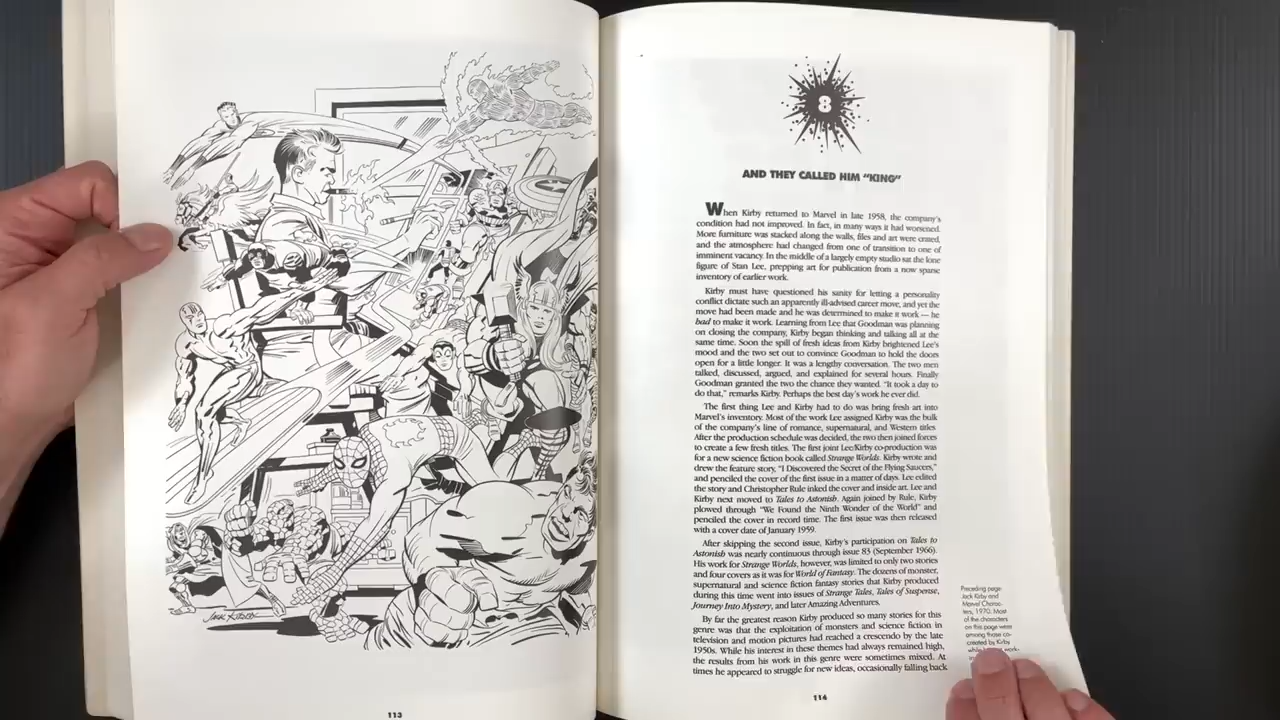 JACK KIRBY
113
8
AND THEY CALLED HIM "KING"
When Kirby returned to Marvel in late 1958, the company's
condition had not improved. In fact, in many ways it had worsened.
More furniture was stacked along the walls, files and art were crated,
and the atmosphere had changed from one of transition to one of
imminent vacancy. In the middle of a largely empty studio sat the lone
figure of Stan Lee, prepping art for publication from a now sparse
inventory of earlier work.
Kirby must have questioned his sanity for letting a personality
conflict dictate such an apparently ill-advised career move, and yet the
move had been made and he was determined to make it work — he
had to make it work. Learning from Lee that Goodman was planning
on closing the company, Kirby began thinking and talking all at the
same time. Soon the spill of fresh ideas from Kirby brightened Lee's
mood and the two set out to convince Goodman to hold the doors
open for a little longer. It was a lengthy conversation. The two men
talked, discussed, argued, and explained for several hours. Finally
Goodman granted the two the chance they wanted. "It took a day to
do that," remarks Kirby. Perhaps the best day's work he ever did.
The first thing Lee and Kirby had to do was bring fresh art into
Marvel's inventory. Most of the work Lee assigned Kirby was the bulk
of the company's line of romance, supernatural, and Western titles.
After the production schedule was decided, the two then joined forces
to create a few fresh titles. The first joint Lee/Kirby co-production was
for a new science fiction book called Strange Worlds. Kirby wrote and
drew the feature story, "I Discovered the Secret of the Flying Saucers,"
and penciled the cover of the first issue in a matter of days. Lee edited
the story and Christopher Rule inked the cover and inside art. Lee and
Kirby next moved to Tales to Astonish. Again joined by Rule, Kirby
plowed through "We Found the Ninth Wonder of the World" and
penciled the cover in record time. The first issue was then released
with a cover date of January 1959.
After skipping the second issue, Kirby's participation on Tales to
Astonish was nearly continuous through issue 83 (September 1966).
His work for Strange Worlds, however, was limited to only two stories
and four covers as it was for World of Fantasy. The dozens of monster,
supernatural and science fiction fantasy stories that Kirby produced
during this time went into issues of Strange Tales, Tales of Suspense,
Journey Into Mystery, and later Amazing Adventures.
By far the greatest reason Kirby produced so many stories for this
genre was that the exploitation of monsters and science fiction in
television and motion pictures had reached a crescendo by the late
1950s. While his interest in these themes had always remained high,
the results from his work in this genre were sometimes mixed. At
times he appeared to struggle for new ideas, occasionally falling back
Preceding page:
Jack Kirby and
Marvel Charac-
ters, 1970. Most
of the characters
on this page were
among those co-
created by Kirby
114